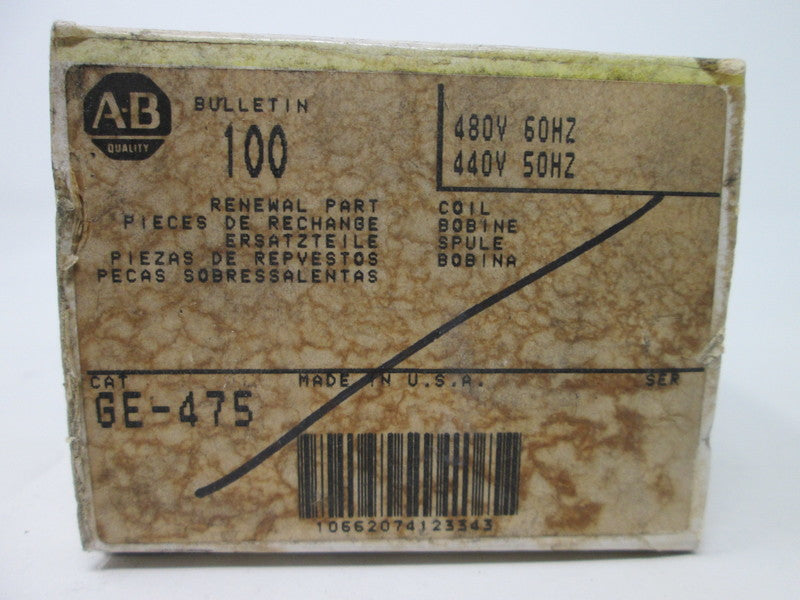 A-B
QUALITY
BULLETIN
100
480V 60HZ
440V 50HZ
RENEWAL PART
PIECES DE RECHANGE
ERSATZTEILE
PIEZAS DE REPVESTOS
PECAS SOBRESSALENTAS
COIL
BOBINE
SPULE
BOBINA
CAT
MADE IN U.S.A.
SER
GE-475
10662074123343